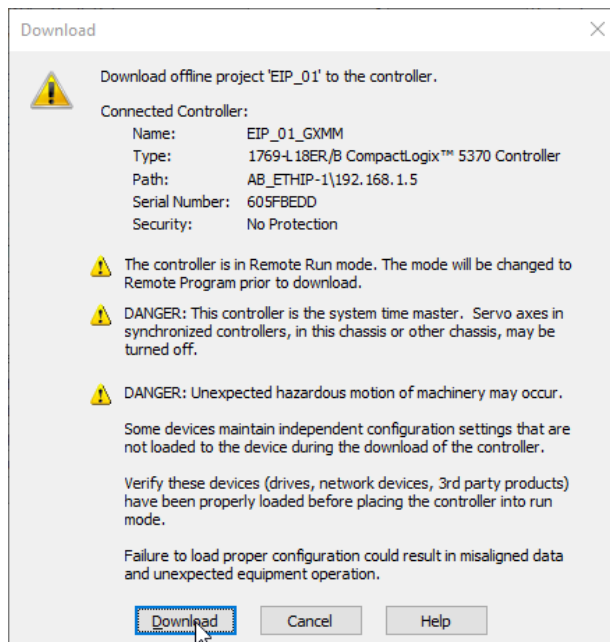 Download
Download offline project 'EIP_01' to the controller.
Connected Controller:
Name: EIP_01_GXMM
Type: 1769-L18ER/B CompactLogix™ 5370 Controller
Path: AB_ETHIP-1\192.168.1.5
Serial Number: 605FBEDD
Security: No Protection
The controller is in Remote Run mode. The mode will be changed to
Remote Program prior to download.
DANGER: This controller is the system time master. Servo axes in
synchronized controllers, in this chassis or other chassis, may be
turned off.
DANGER: Unexpected hazardous motion of machinery may occur.
Some devices maintain independent configuration settings that are
not loaded to the device during the download of the controller.
Verify these devices (drives, network devices, 3rd party products)
have been properly loaded before placing the controller into run
mode.
Failure to load proper configuration could result in misaligned data
and unexpected equipment operation.
Download Cancel Help